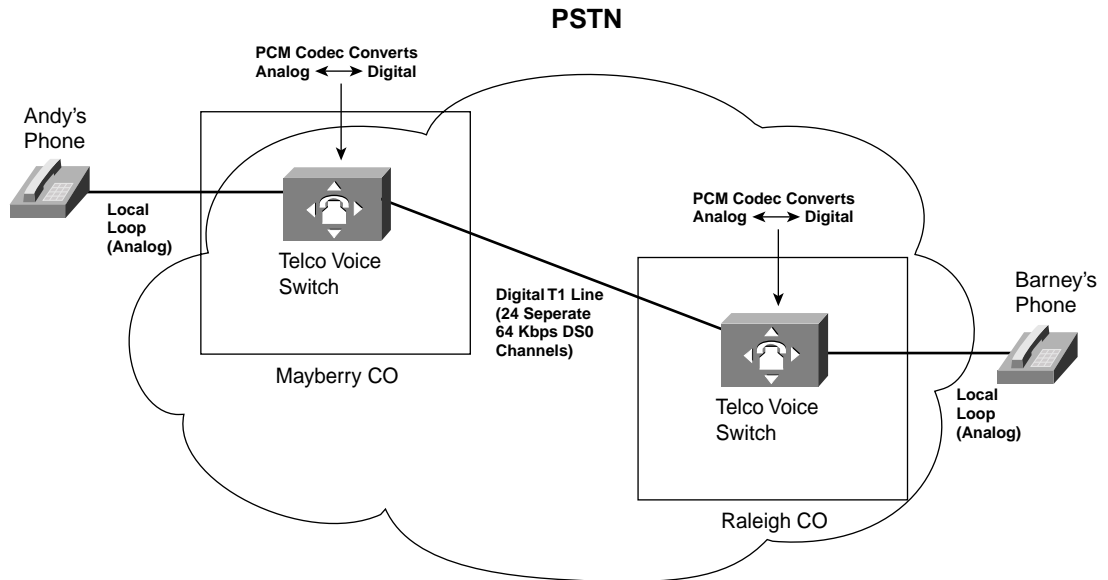 PSTN
PCM Codec Converts
Analog Digital
Andy's
Phone
Local
Loop
(Analog)
Telco Voice
Switch
Mayberry CO
Digital T1 Line
(24 Seperate
64 Kbps DS0
Channels)
PCM Codec Converts
Analog Digital
Telco Voice
Switch
Raleigh CO
Barney's
Phone
Local
Loop
(Analog)